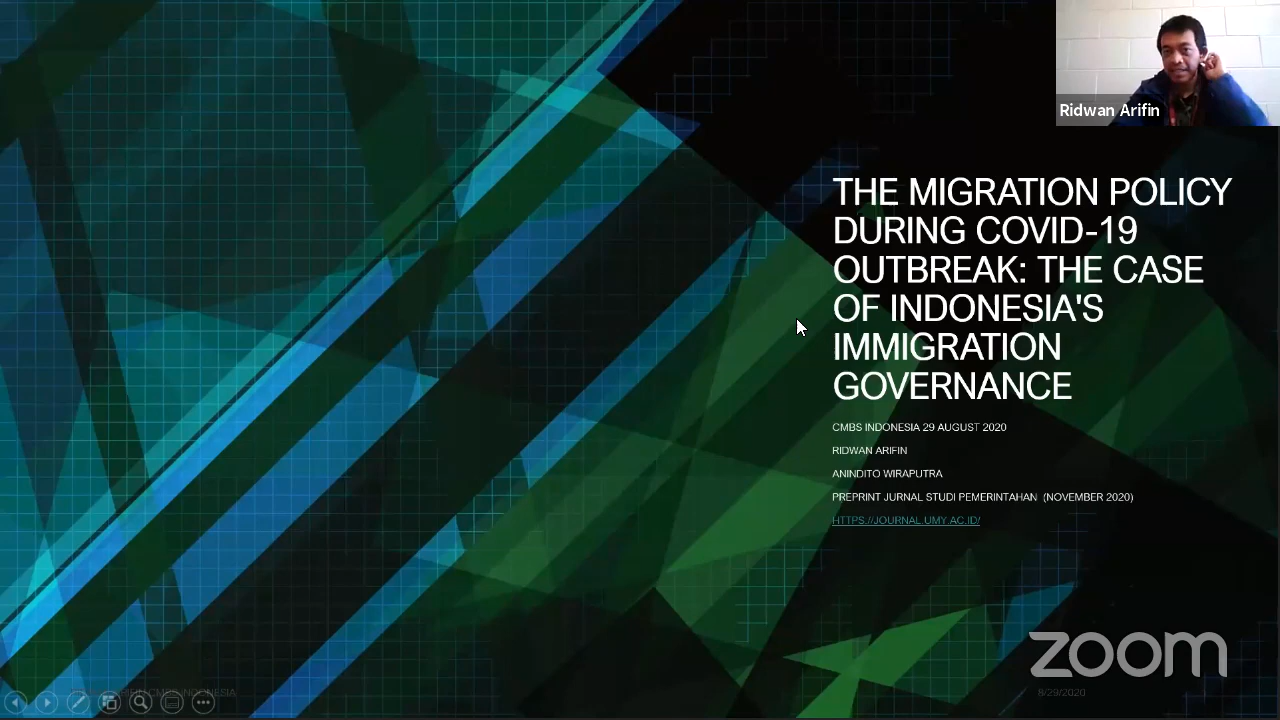 Ridwan Arifin
THE MIGRATION POLICY
DURING COVID-19
OUTBREAK: THE CASE
OF INDONESIA'S
IMMIGRATION
GOVERNANCE
CMBS INDONESIA 29 AUGUST 2020
RIDWAN ARIFIN
ANINDITO WIRAPUTRA
PREPRINT JURNAL STUDI PEMERINTAHAN (NOVEMBER 2020)
HTTPS://JOURNAL.UMY.AC.ID/
zoom
INDONESIA
8/29/2020